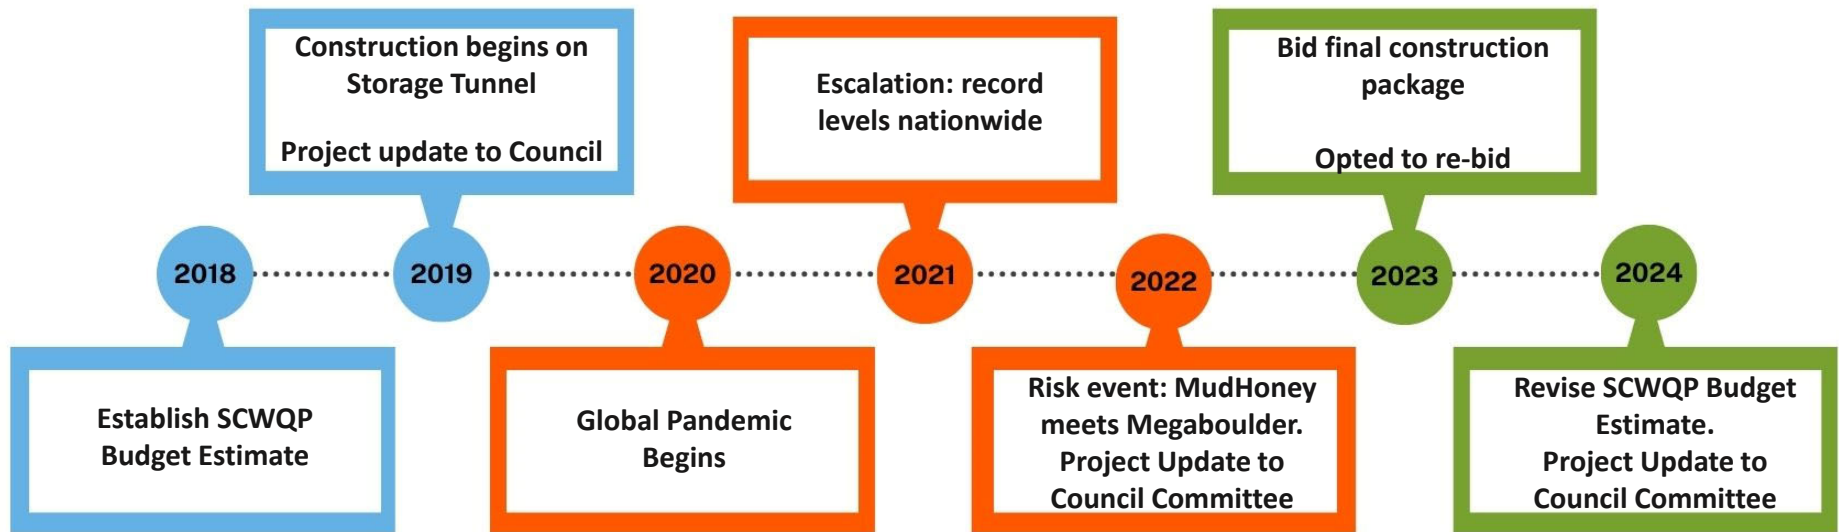 Construction begins on
Storage Tunnel
Project update to Council
Escalation: record
levels nationwide
Bid final construction
package
Opted to re-bid
2018
2019
2020
2021
2022
2023
2024
Establish SCWQP
Budget Estimate
Global Pandemic
Begins
Risk event: MudHoney
meets Megaboulder.
Project Update to
Council Committee
Revise SCWQP Budget
Estimate.
Project Update to
Council Committee